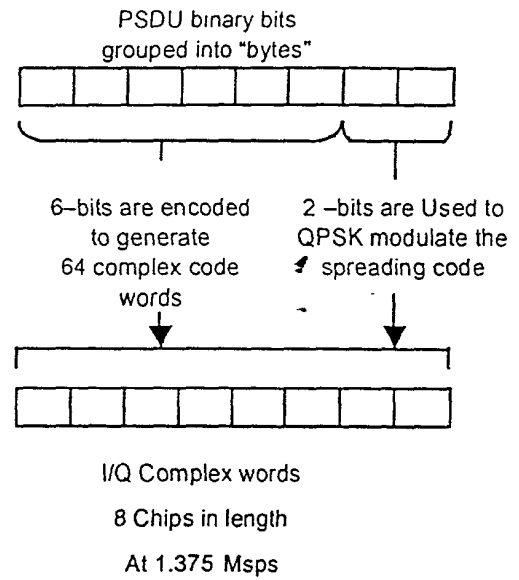 PSDU binary bits
grouped into "bytes"
6–bits are encoded
to generate
64 complex code
words
2 –bits are Used to
QPSK modulate the
spreading code
I/Q Complex words
8 Chips in length
At 1.375 Msps